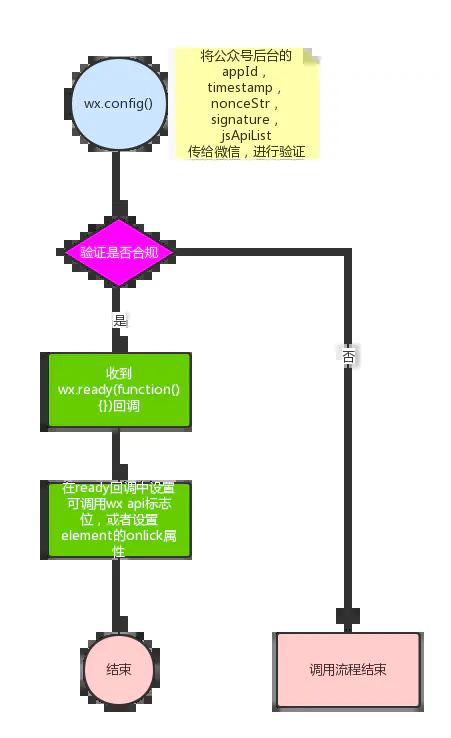 wx.config()
将公众号后台的
appId，
timestamp，
nonceStr，
signature，
jsApiList
传给微信，进行验证
验证是否合规
是
否
收到
wx.ready(function()
{})回调
在ready回调中设置
可调用wx api标志
位，或者设置
element的onlick属
性
结束
调用流程结束